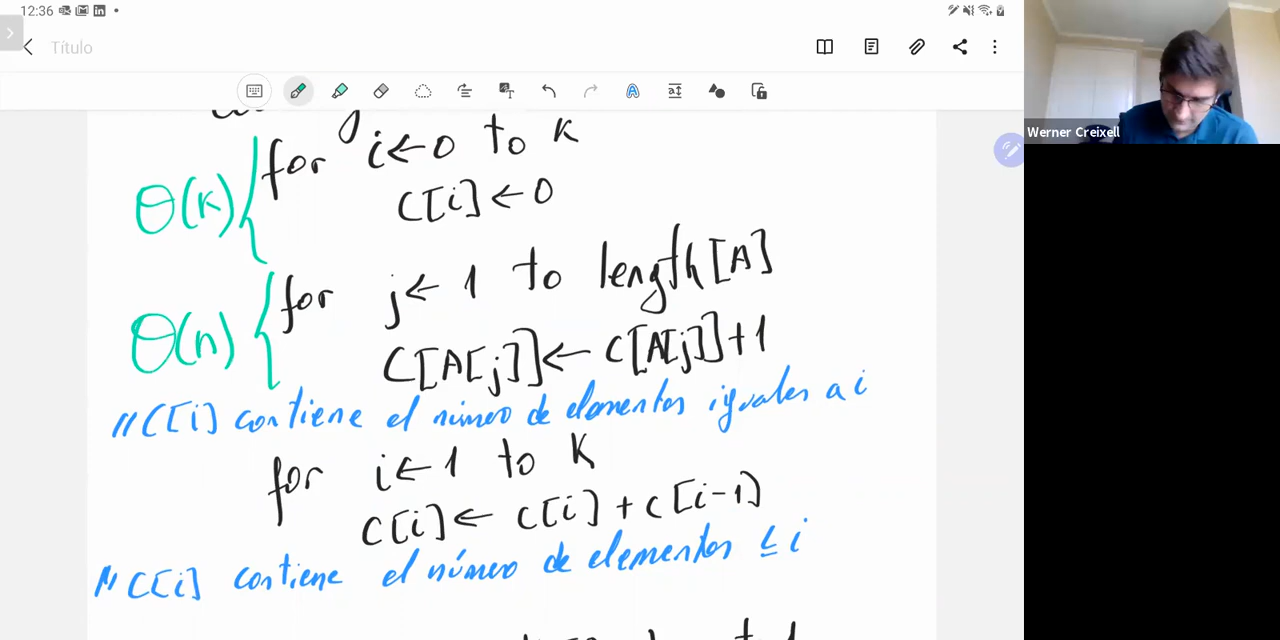 12:36
Título
Werner Creixell
for i←0 to k
Θ(k)
C[i]←0
for j←1 to length[A]
Θ(n)
C[A[j]]← C[A[j]]+1
//C[i] contiene el número de elementos iguales a i
for i←1 to k
C[i]← C[i]+C[i-1]
//C[i] contiene el número de elementos ≤ i